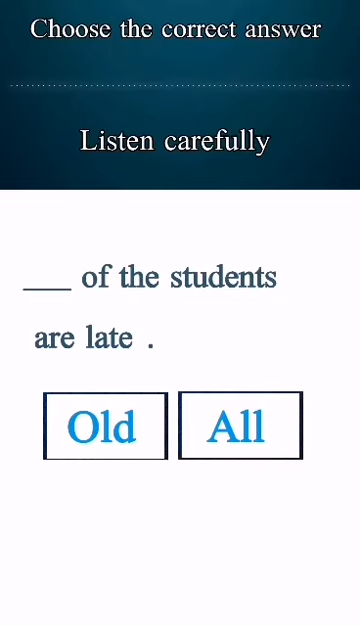 Choose the correct answer
Listen carefully
___ of the students
are late .
Old All